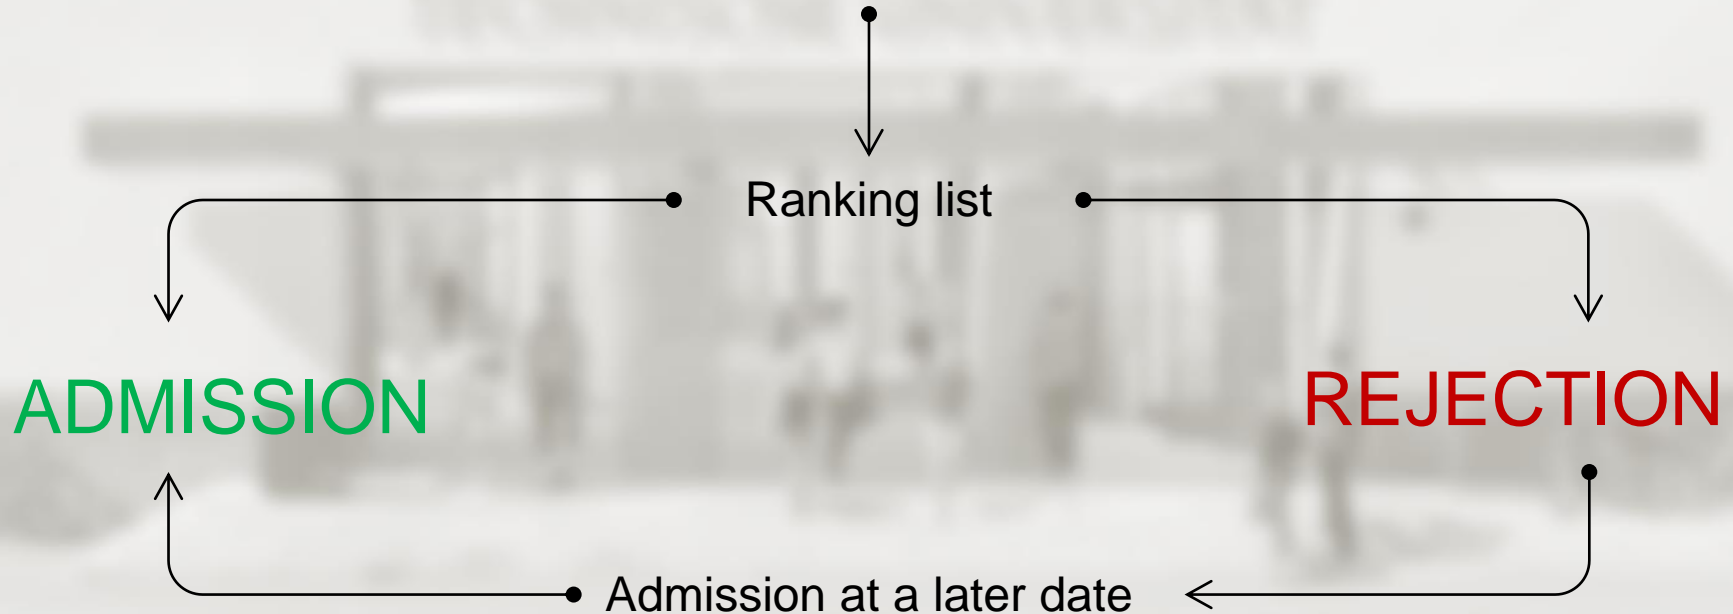 Ranking list
ADMISSION
REJECTION
Admission at a later date